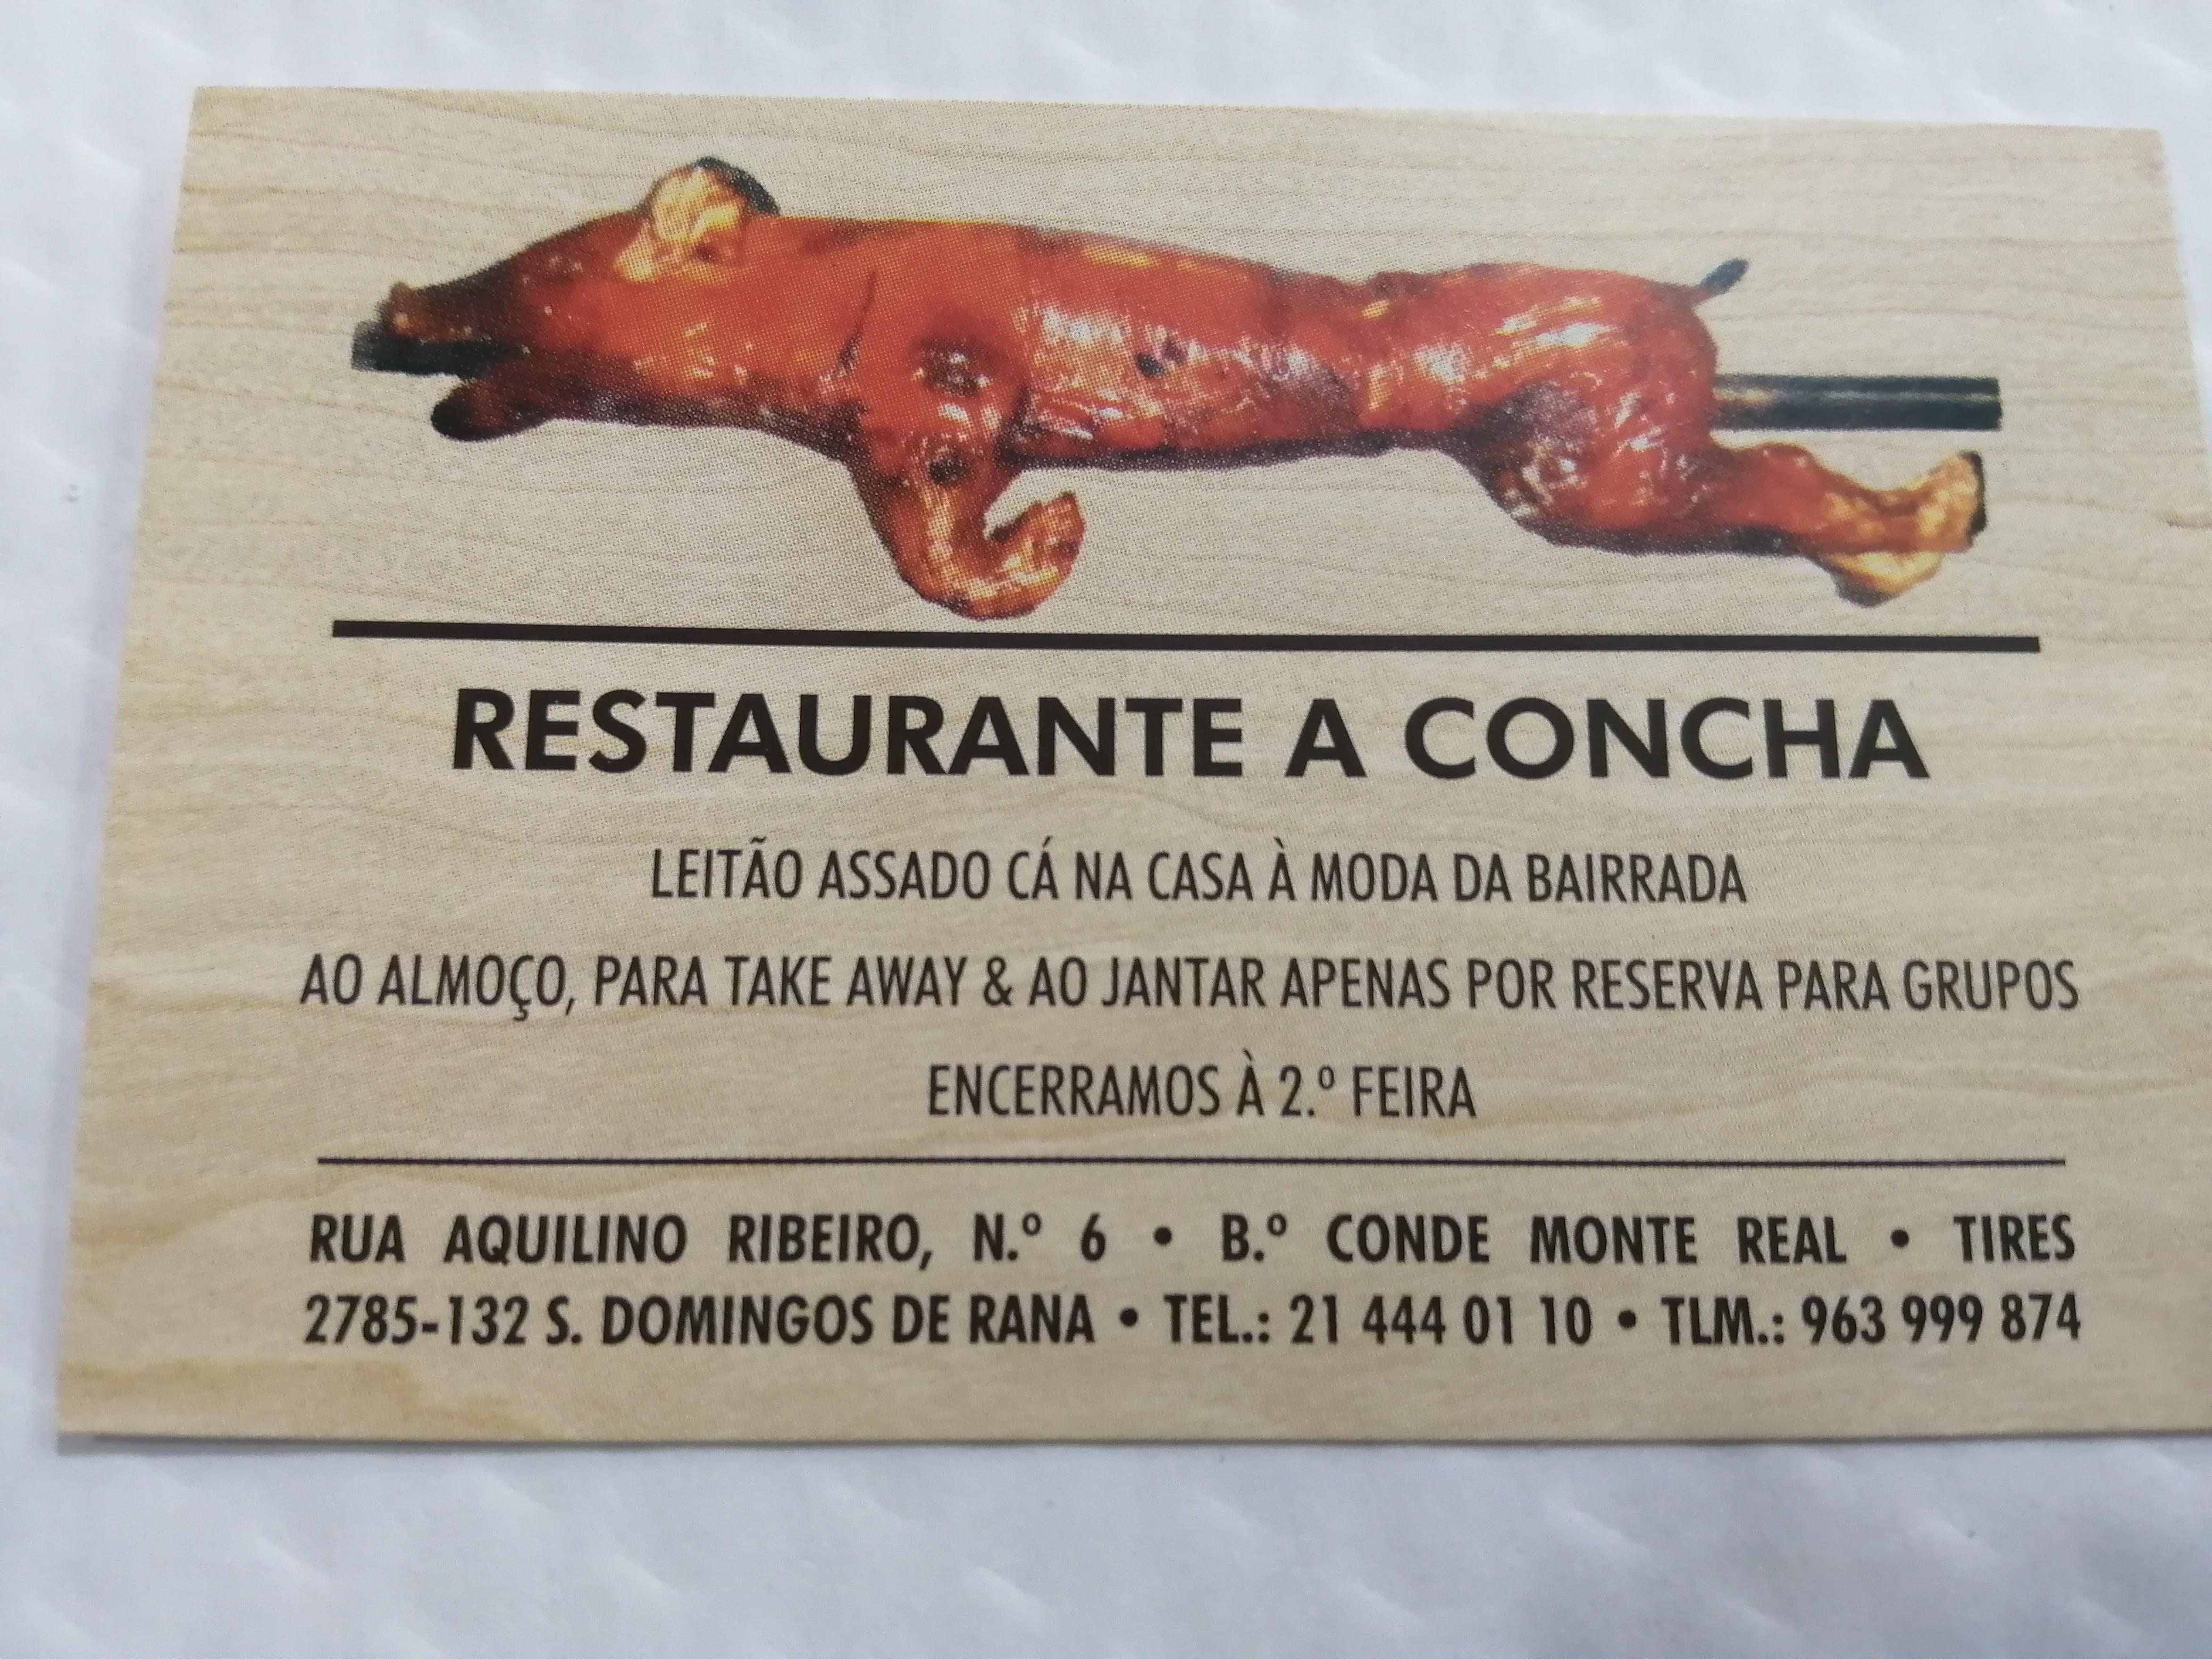 RESTAURANTE A CONCHA
LEITÃO ASSADO CÁ NA CASA À MODA DA BAIRRADA
AO ALMOÇO, PARA TAKE AWAY & AO JANTAR APENAS POR RESERVA PARA GRUPOS
ENCERRAMOS À 2.º FEIRA
RUA AQUILINO RIBEIRO, N.º 6 • B.º CONDE MONTE REAL • TIRES
2785-132 S. DOMINGOS DE RANA • TEL.: 21 444 01 10 • TLM.: 963 999 874